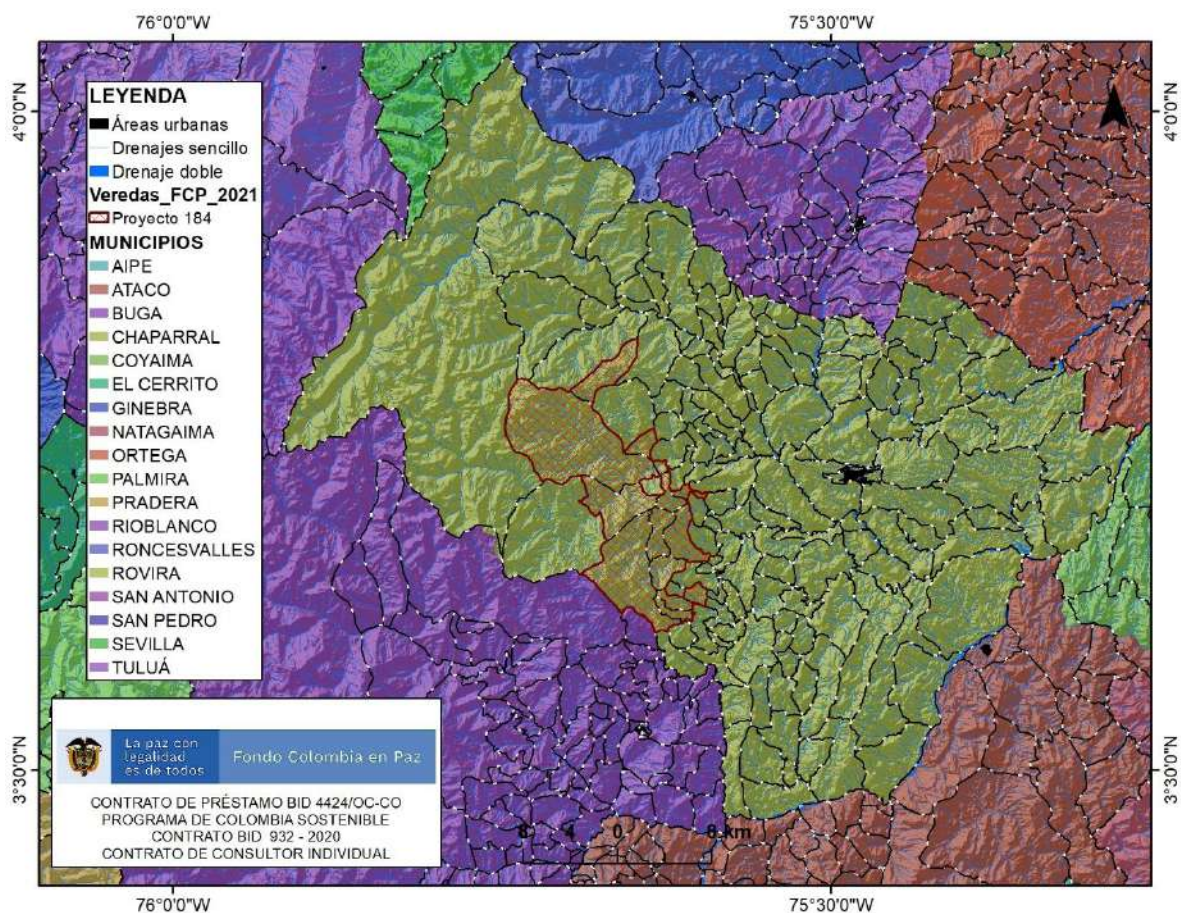 76°0'0"W
75°30'0"W
4°0'0"N
4°0'0"N
LEYENDA
Áreas urbanas
Drenajes sencillo
Drenaje doble
Veredas_FCP_2021
Proyecto 184
MUNICIPIOS
AIPE
ATACO
BUGA
CHAPARRAL
COYAIMA
EL CERRITO
GINEBRA
NATAGAIMA
ORTEGA
PALMIRA
PRADERA
RIOBLANCO
RONCESVALLES
ROVIRA
SAN ANTONIO
SAN PEDRO
SEVILLA
TULUÁ
La paz con
legalidad
es de todos
Fondo Colombia en Paz
CONTRATO DE PRÉSTAMO BID 4424/OC-CO
PROGRAMA DE COLOMBIA SOSTENIBLE
CONTRATO BID 932 - 2020
CONTRATO DE CONSULTOR INDIVIDUAL
8 4 0 8 km
3°30'0"N
3°30'0"N
76°0'0"W
75°30'0"W